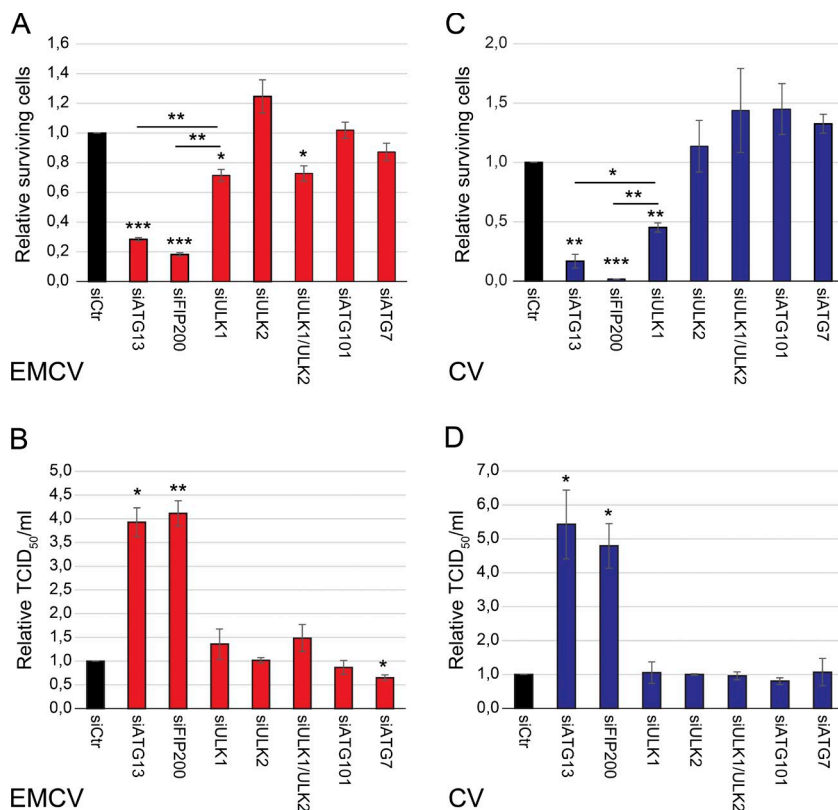 A
Relative surviving cells
1,6
1,4
1,2
1,0
0,8
0,6
0,4
0,2
0,0
**
**
***
***
*
*
siCtr
siATG13
siFIP200
siULK1
siULK2
siULK1/ULK2
siATG101
siATG7
EMCV
C
Relative surviving cells
2,0
1,5
1,0
0,5
0,0
*
**
**
***
**
siCtr
siATG13
siFIP200
siULK1
siULK2
siULK1/ULK2
siATG101
siATG7
CV
B
Relative TCID50/ml
5,0
4,5
4,0
3,5
3,0
2,5
2,0
1,5
1,0
0,5
0,0
*
**
*
siCtr
siATG13
siFIP200
siULK1
siULK2
siULK1/ULK2
siATG101
siATG7
EMCV
D
Relative TCID50/ml
7,0
6,0
5,0
4,0
3,0
2,0
1,0
0,0
*
*
siCtr
siATG13
siFIP200
siULK1
siULK2
siULK1/ULK2
siATG101
siATG7
CV